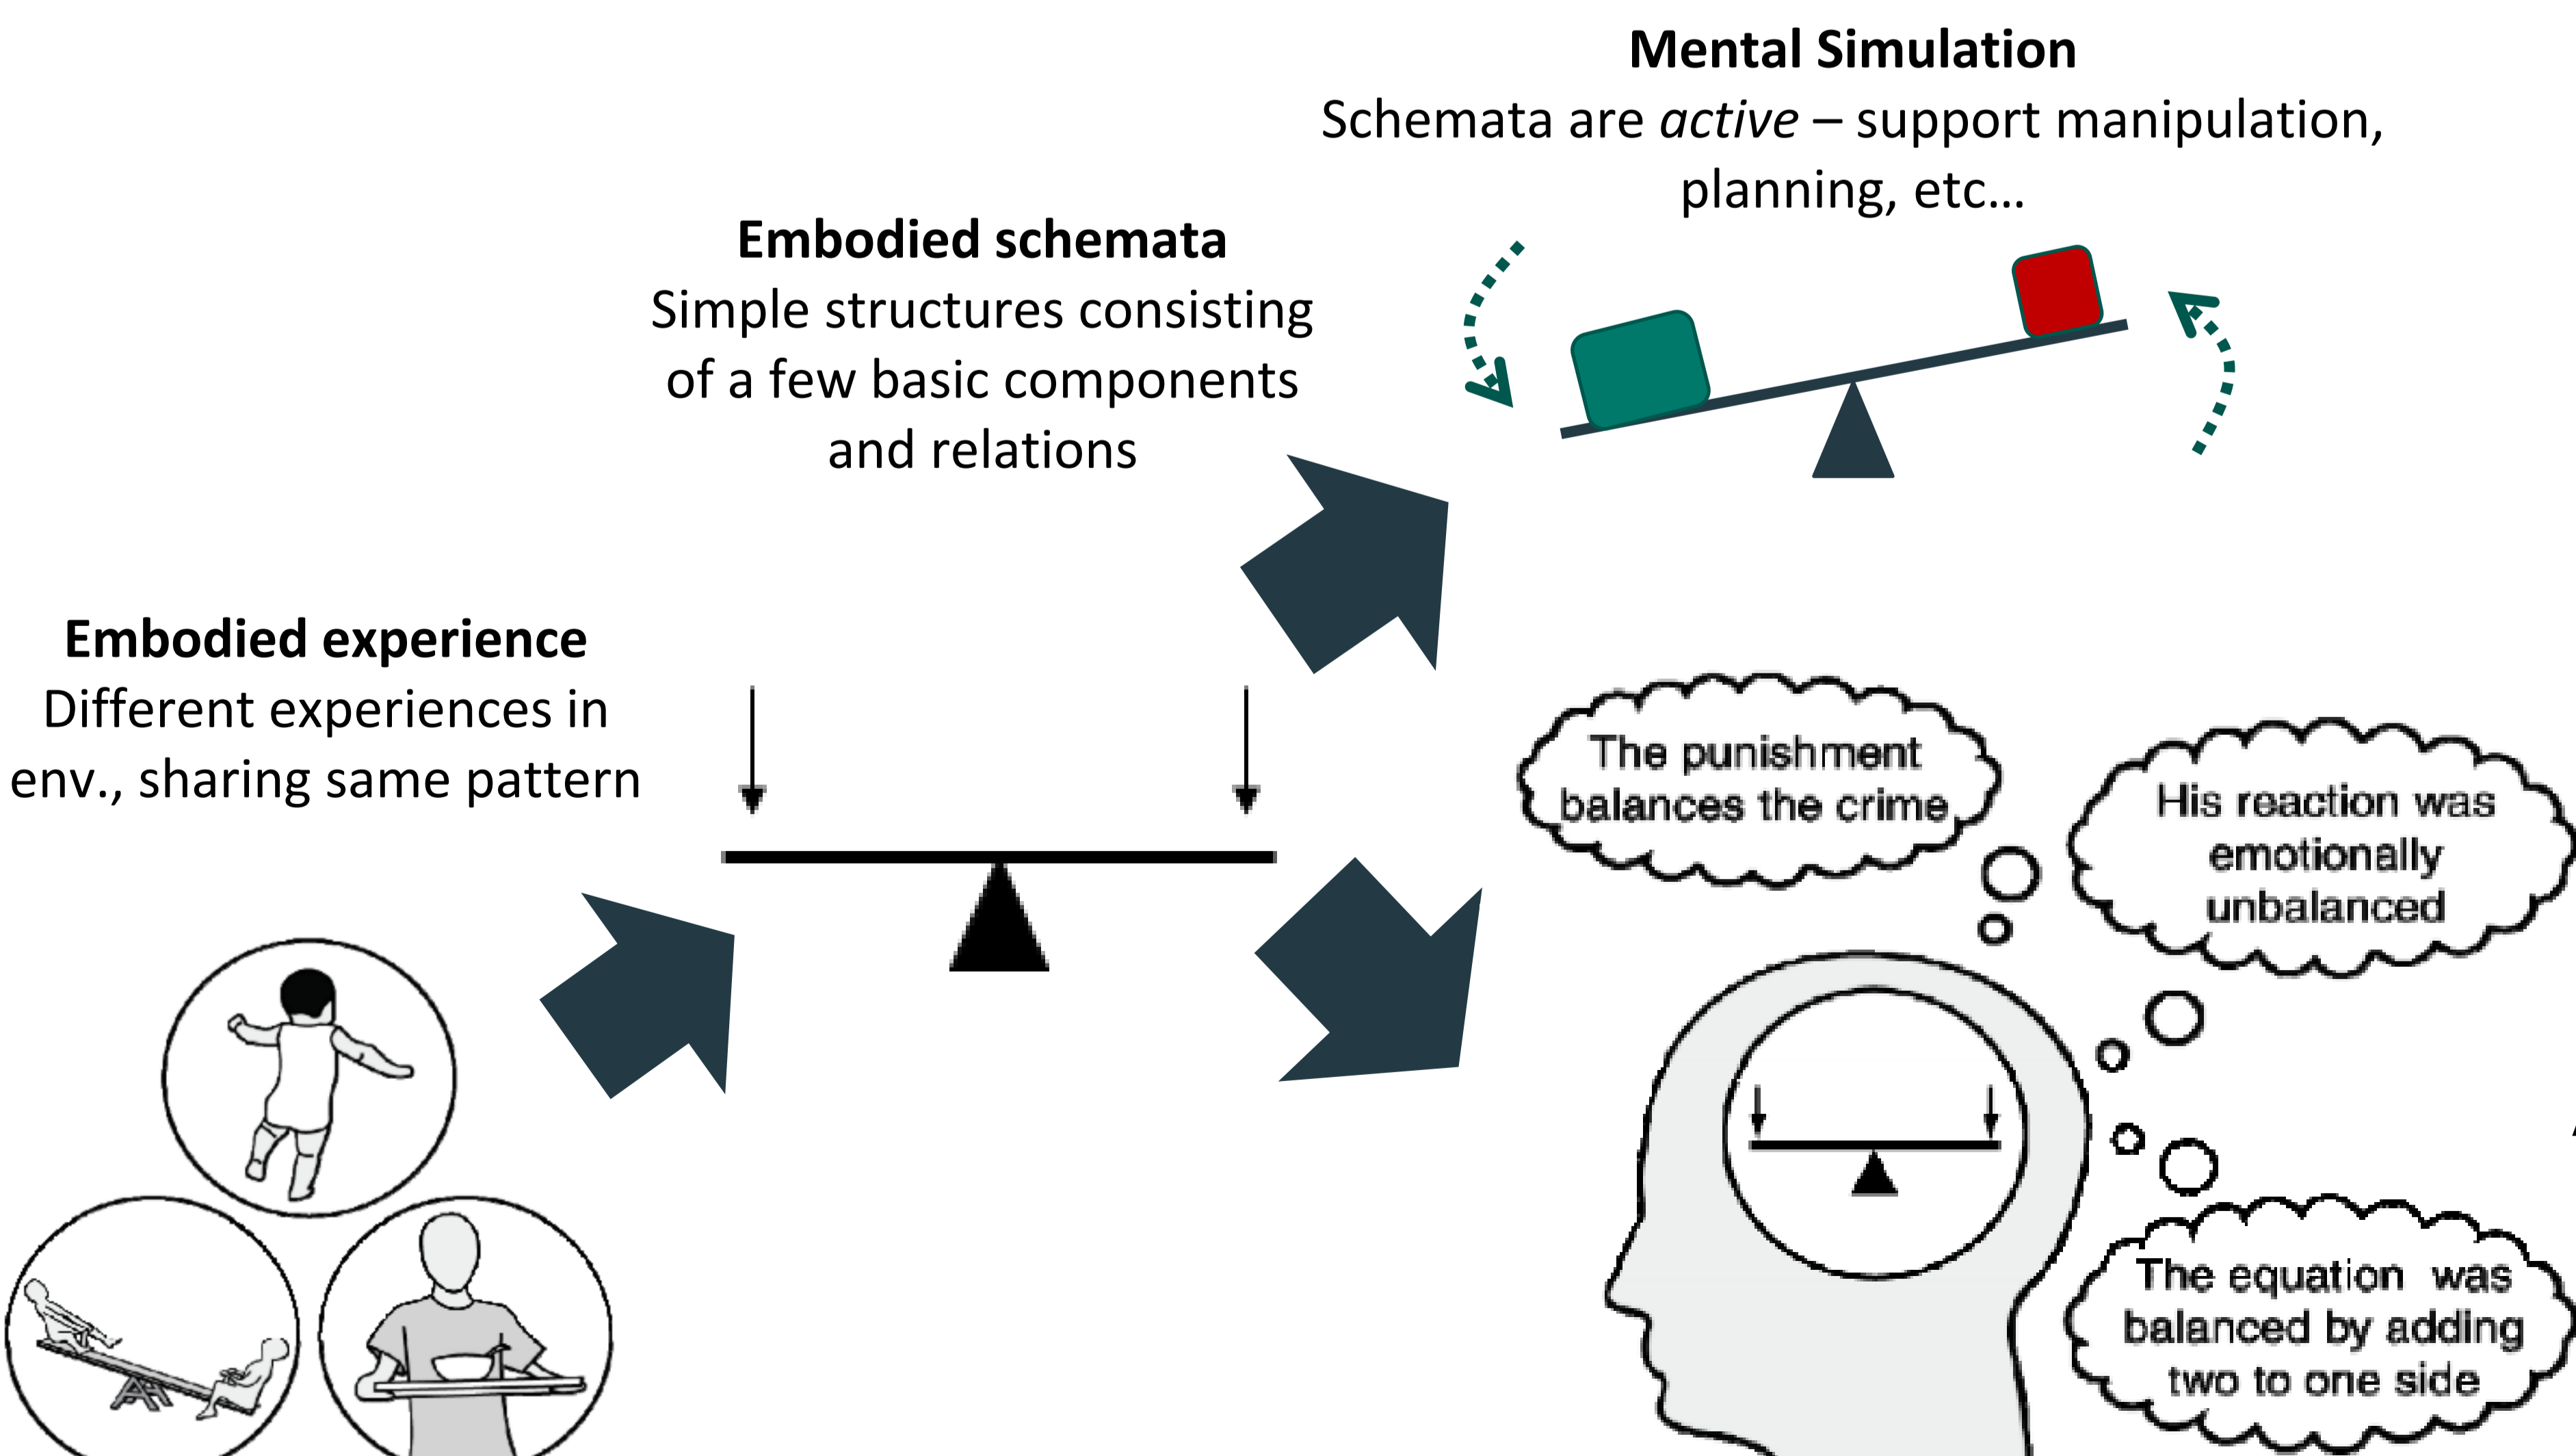 Mental Simulation
Schemata are active – support manipulation,
planning, etc…
Embodied schemata
Simple structures consisting
of a few basic components
and relations
Embodied experience
Different experiences in
env., sharing same pattern
The punishment
balances the crime
His reaction was
emotionally
unbalanced
The equation was
balanced by adding
two to one side